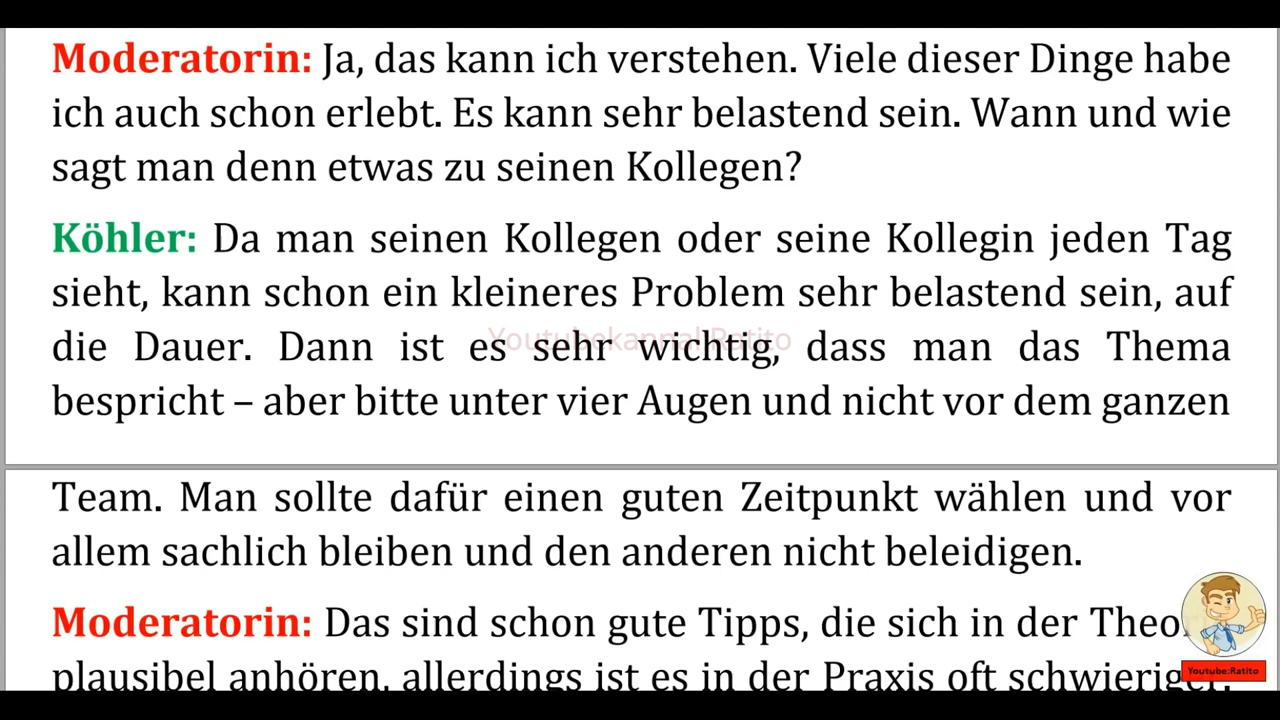 Moderatorin: Ja, das kann ich verstehen. Viele dieser Dinge habe
ich auch schon erlebt. Es kann sehr belastend sein. Wann und wie
sagt man denn etwas zu seinen Kollegen?
Köhler: Da man seinen Kollegen oder seine Kollegin jeden Tag
sieht, kann schon ein kleineres Problem sehr belastend sein, auf
die Dauer. Dann ist es sehr wichtig, dass man das Thema
Youtubekannal:Ratito
bespricht – aber bitte unter vier Augen und nicht vor dem ganzen
Team. Man sollte dafür einen guten Zeitpunkt wählen und vor
allem sachlich bleiben und den anderen nicht beleidigen.
Moderatorin: Das sind schon gute Tipps, die sich in der
plausibel anhören, allerdings ist es in der Praxis oft schwieriger.
Youtube:Ratito